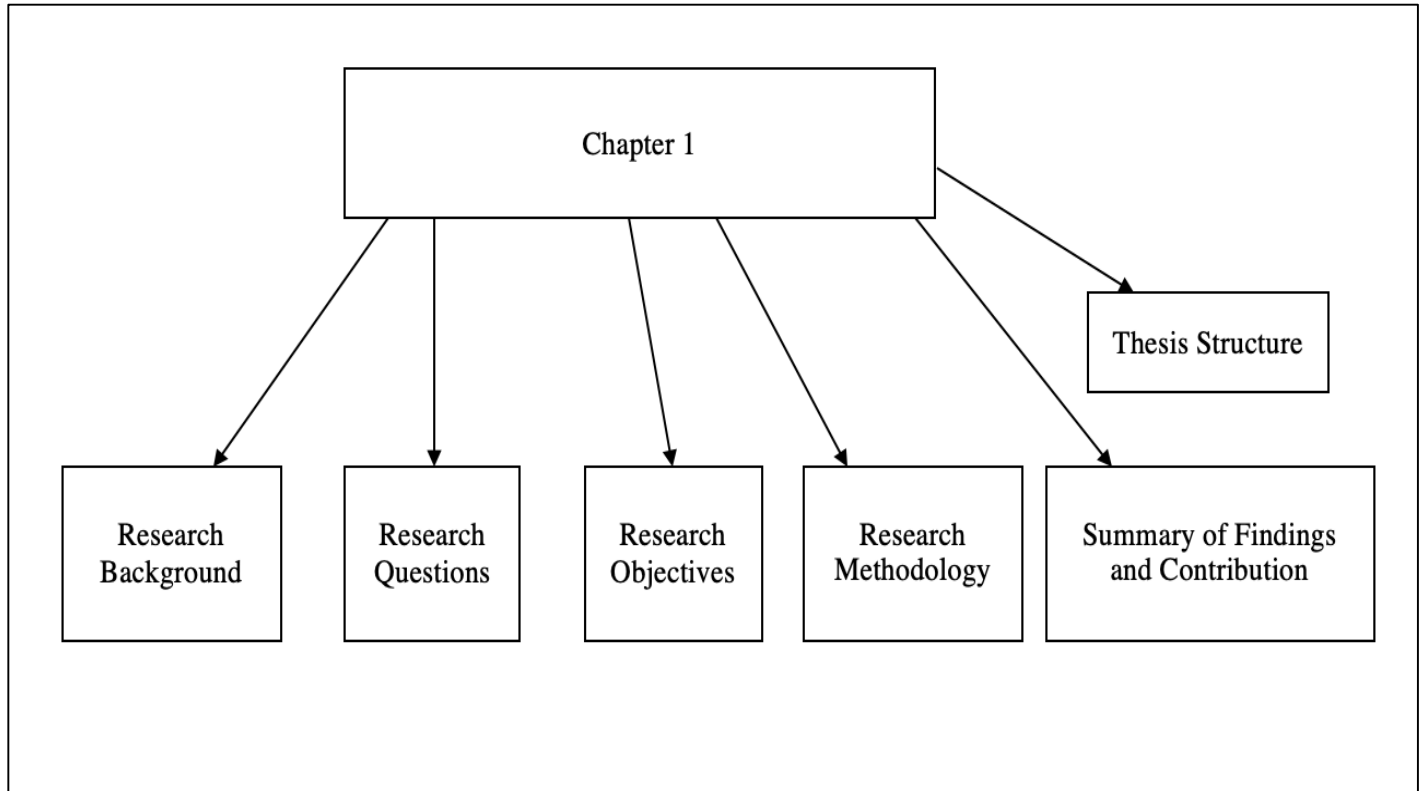 Chapter 1
Thesis Structure
Research
Background
Research
Questions
Research
Objectives
Research
Methodology
Summary of Findings
and Contribution